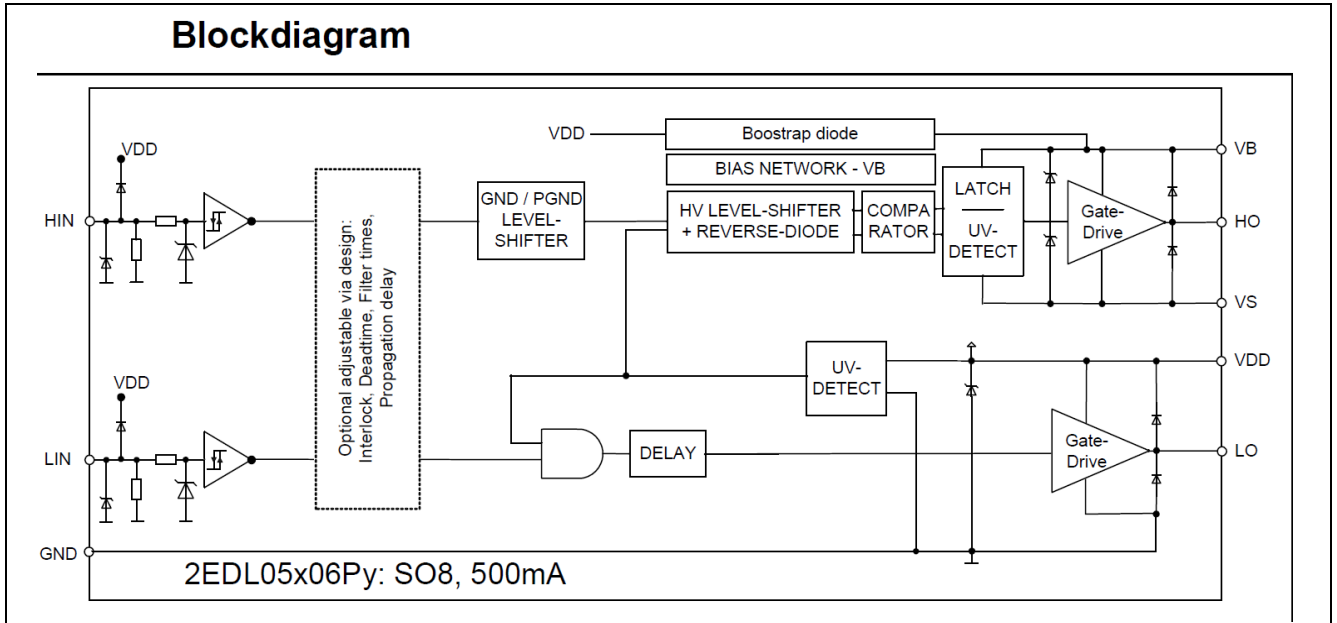 Blockdiagram
VDD
HIN
Optional adjustable via design:
Interlock, Deadtime, Filter times,
Propagation delay
GND / PGND
LEVEL-
SHIFTER
VDD
Boostrap diode
BIAS NETWORK - VB
HV LEVEL-SHIFTER
+ REVERSE-DIODE
COMPA
RATOR
LATCH
UV-
DETECT
Gate-
Drive
VB
HO
VS
VDD
LIN
UV-
DETECT
DELAY
Gate-
Drive
VDD
LO
GND
2EDL05x06Py: SO8, 500mA